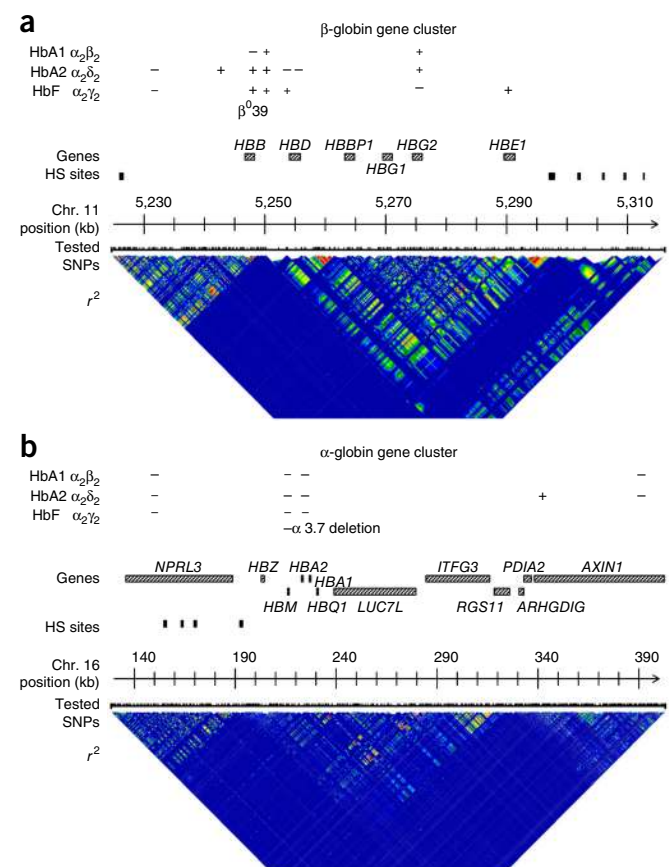 a
β-globin gene cluster
HbA1 α2β2 − + +
HbA2 α2δ2 − + + + − − +
HbF α2γ2 − + + + − +
β⁰39
HBB HBD HBBP1 HBG2 HBE1
Genes
HBG1
HS sites
Chr. 11
position (kb)
5,230 5,250 5,270 5,290 5,310
Tested
SNPs
r²
b
α-globin gene cluster
HbA1 α2β2 − − − −
HbA2 α2δ2 − − − + −
HbF α2γ2 − − −
−α 3.7 deletion
NPRL3 HBZ HBA2 ITFG3 PDIA2 AXIN1
Genes
HBA1
HBM HBQ1 LUC7L RGS11 ARHGDIG
HS sites
Chr. 16
position (kb)
140 190 240 290 340 390
Tested
SNPs
r²